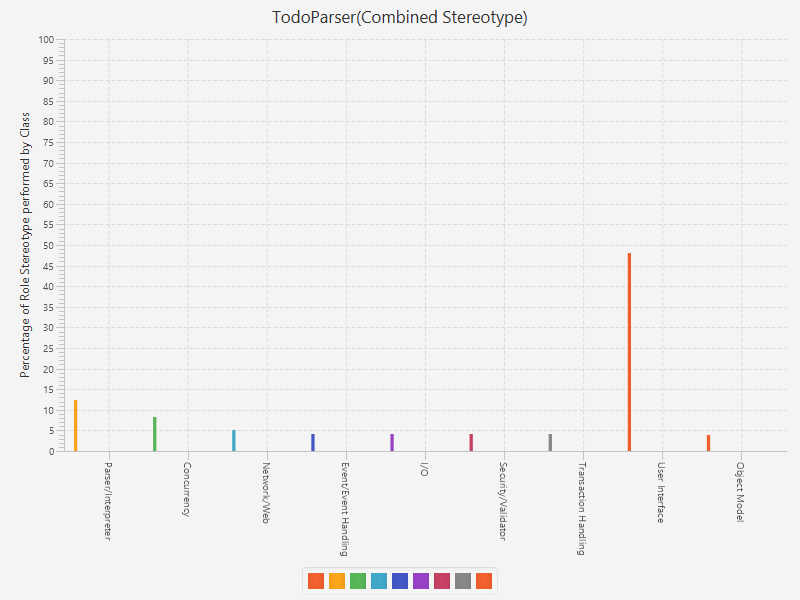 TodoParser(Combined Stereotype)
Percentage of Role Stereotype performed by Class
100
95
90
85
80
75
70
65
60
55
50
45
40
35
30
25
20
15
10
5
0
Parser/Interpreter
Concurrency
Network/Web
Event/Event Handling
I/O
Security/Validator
Transaction Handling
User Interface
Object Model